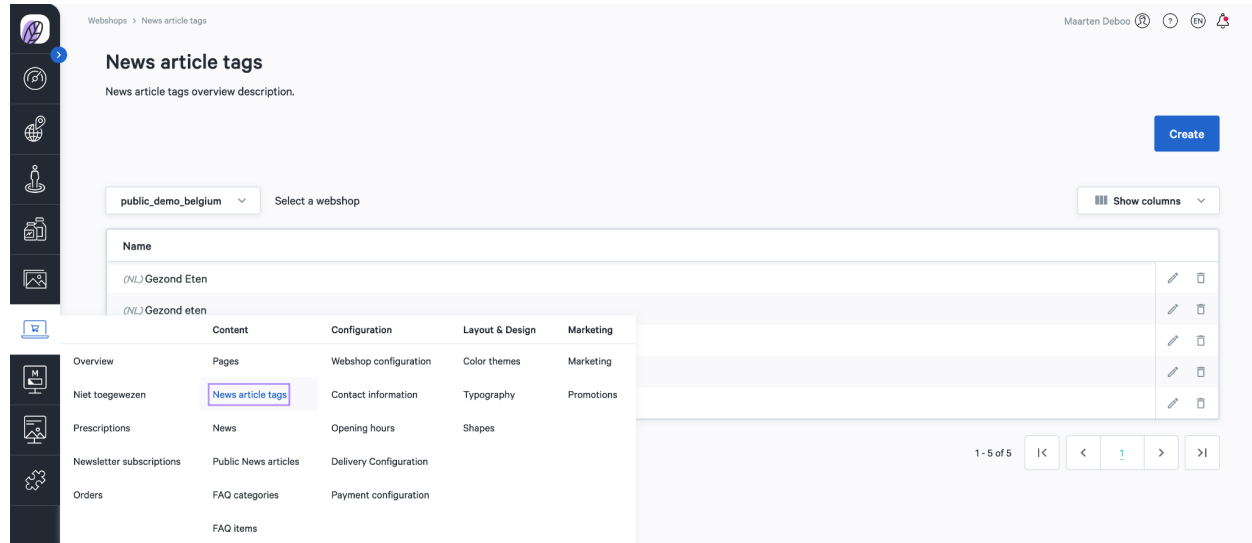 Webshops > News article tags
Maarten Deboo ? EN
News article tags
News article tags overview description.
Create
public_demo_belgium
Select a webshop
Show columns
Name
(NL) Gezond Eten
(NL) Gezond eten
Content Configuration Layout & Design Marketing
Overview Pages Webshop configuration Color themes Marketing
Niet toegewezen News article tags Contact information Typography Promotions
Prescriptions News Opening hours Shapes
Newsletter subscriptions Public News articles Delivery Configuration
1 - 5 of 5 1
Orders FAQ categories Payment configuration
FAQ items
M